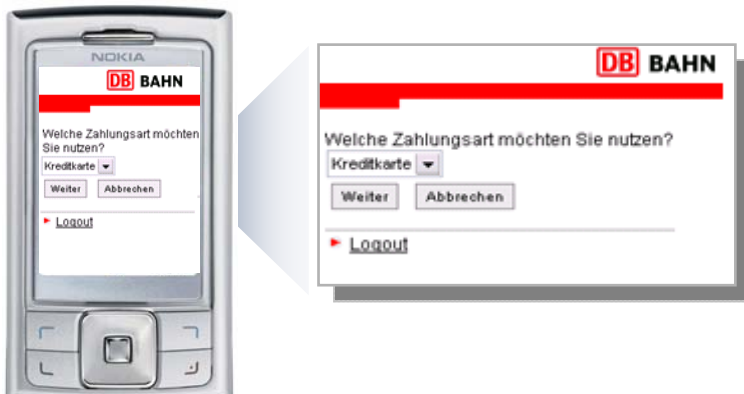 NOKIA
DB BAHN
Welche Zahlungsart möchten
Sie nutzen?
Kreditkarte
Weiter Abbrechen
Logout
DB BAHN
Welche Zahlungsart möchten Sie nutzen?
Kreditkarte
Weiter Abbrechen
Logout